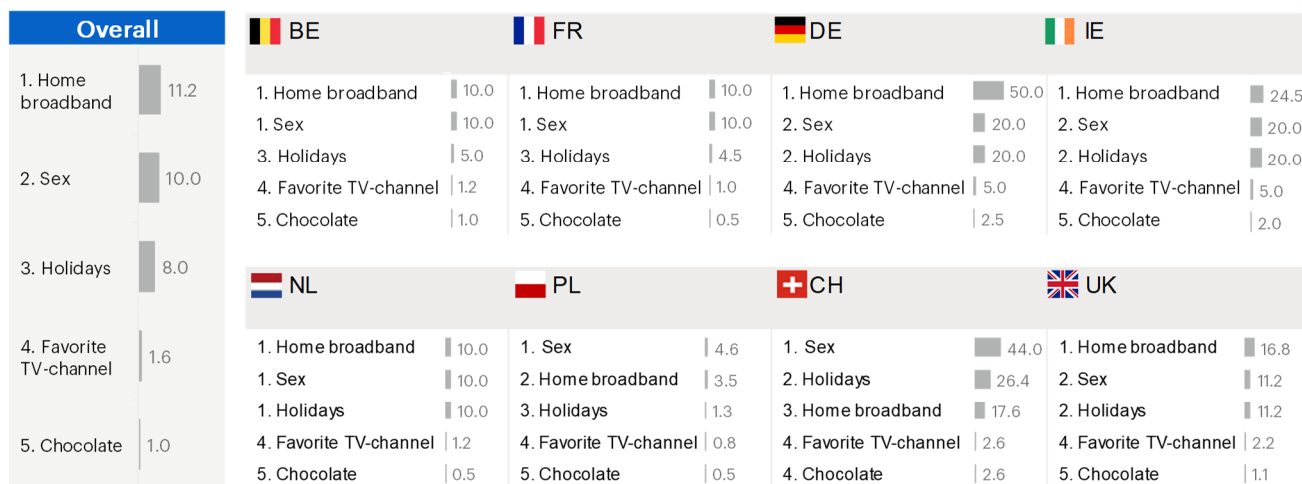 Overall
1. Home
broadband
11.2
2. Sex
10.0
3. Holidays
8.0
4. Favorite
TV-channel
1.6
5. Chocolate
1.0
BE
1. Home broadband 10.0
1. Sex 10.0
3. Holidays 5.0
4. Favorite TV-channel 1.2
5. Chocolate 1.0
FR
1. Home broadband 10.0
1. Sex 10.0
3. Holidays 4.5
4. Favorite TV-channel 1.0
5. Chocolate 0.5
DE
1. Home broadband 50.0
2. Sex 20.0
2. Holidays 20.0
4. Favorite TV-channel 5.0
5. Chocolate 2.5
IE
1. Home broadband 24.5
2. Sex 20.0
2. Holidays 20.0
4. Favorite TV-channel 5.0
5. Chocolate 2.0
NL
1. Home broadband 10.0
1. Sex 10.0
1. Holidays 10.0
4. Favorite TV-channel 1.2
5. Chocolate 0.5
PL
1. Sex 4.6
2. Home broadband 3.5
3. Holidays 1.3
4. Favorite TV-channel 0.8
5. Chocolate 0.5
CH
1. Sex 44.0
2. Holidays 26.4
3. Home broadband 17.6
4. Favorite TV-channel 2.6
4. Chocolate 2.6
UK
1. Home broadband 16.8
2. Sex 11.2
2. Holidays 11.2
4. Favorite TV-channel 2.2
5. Chocolate 1.1